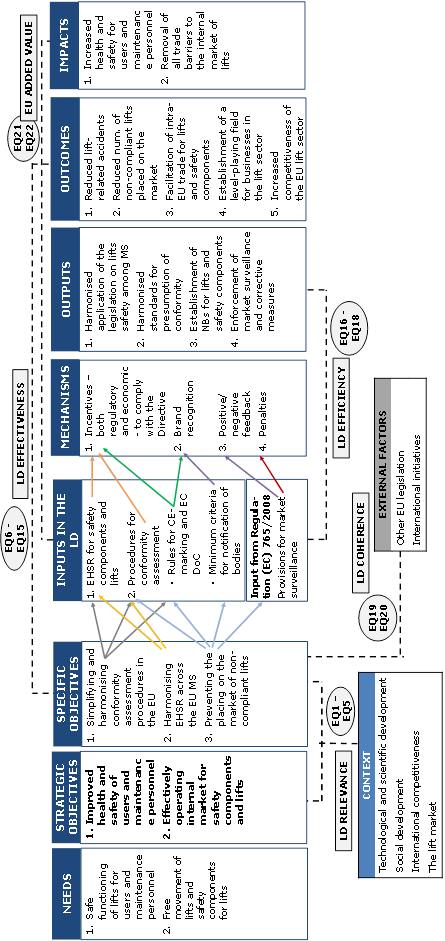 EQ6 -
EQ15
LD EFFECTIVENESS
EQ21
EQ22
EU ADDED VALUE
NEEDS
1. Safe
functioning
of lifts for
users and
maintenance
personnel
2. Free
movement of
lifts and
safety
components
for lifts
STRATEGIC
OBJECTIVES
1. Improved
health and
safety of
users and
maintenanc
e personnel
2. Effectively
operating
internal
market for
safety
components
and lifts
SPECIFIC
OBJECTIVES
1. Simplifying and
harmonising
conformity
assessment
procedures in
the EU
2. Harmonising
EHSR across
the EU MS
3. Preventing the
placing on the
market of non-
compliant lifts
INPUTS IN THE
LD
1. EHSR for safety
components and
lifts
2. Procedures for
conformity
assessment
• Rules for CE-
marking and EC
DoC
• Minimum criteria
for notification of
bodies
Input from Regula-
tion (EC) 765/2008
Provisions for market
surveillance
MECHANISMS
1. Incentives –
both
regulatory
and economic
- to comply
with the
Directive
2. Brand
recognition
3. Positive/
negative
feedback
4. Penalties
OUTPUTS
1. Harmonised
application of the
legislation on lifts
safety among MS
2. Harmonised
standards for
presumption of
conformity
3. Establishment of
NBs for lifts and
safety components
4. Enforcement of
market surveillance
and corrective
measures
OUTCOMES
1. Reduced lift-
related accidents
2. Reduced num. of
non-compliant lifts
placed on the
market
3. Facilitation of intra-
EU trade for lifts
and safety
components
4. Establishment of a
level-playing field
for businesses in
the lift sector
5. Increased
competitiveness of
the EU lift sector
IMPACTS
1. Increased
health and
safety for
users and
maintenanc
e personnel
2. Removal of
all trade
barriers to
the internal
market of
lifts
LD RELEVANCE
EQ1 –
EQ5
CONTEXT
Technological and scientific development
Social development
International competitiveness
The lift market
EQ19
EQ20
LD COHERENCE
EXTERNAL FACTORS
Other EU legislation
International initiatives
LD EFFICIENCY
EQ16 -
EQ18